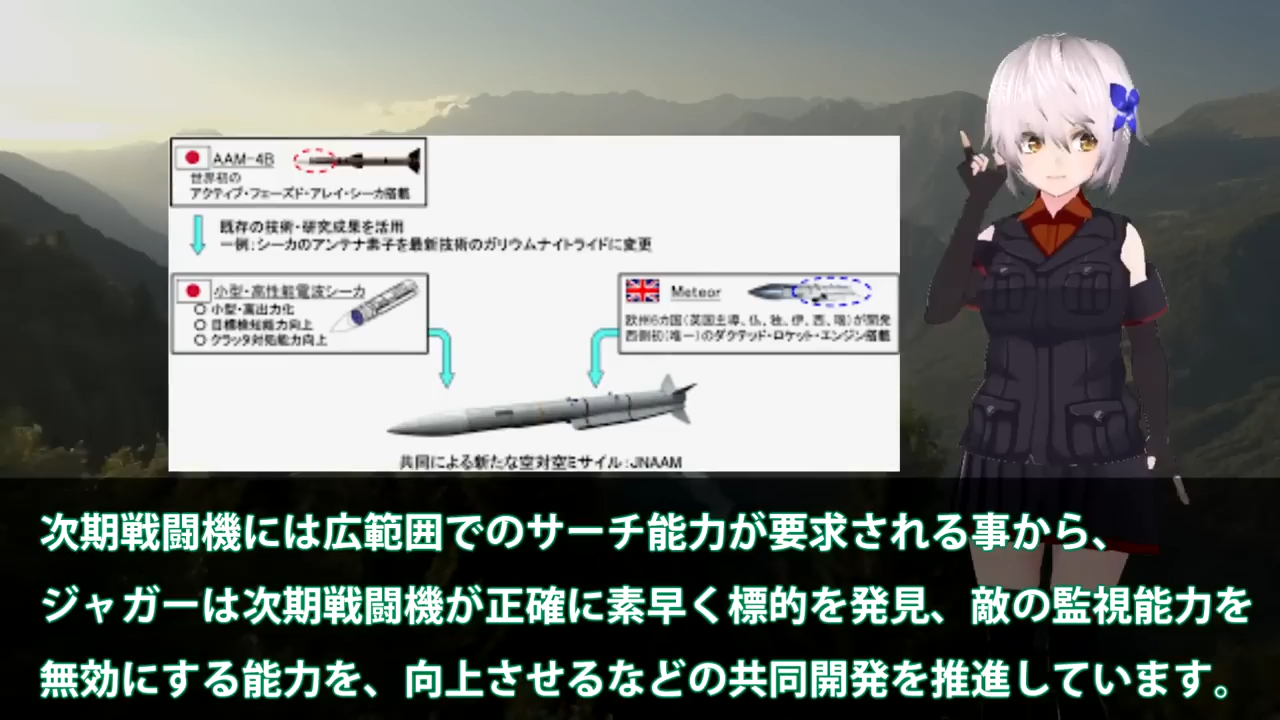 AAM-4B
世界初の
アクティブ・フェーズド・アレイ・シーカ搭載
既存の技術・研究成果を活用
一例:シーカのアンテナ素子を最新技術のガリウムナイトライドに変更
小型・高性能電波シーカ
○ 小型・高出力化
○ 目標検知能力向上
○ クラッタ対処能力向上
Meteor
欧州6カ国(英国主導、仏、独、伊、西、瑞)が開発
西側初(唯一)のダクテッド・ロケット・エンジン搭載
共同による新たな空対空ミサイル:JNAAM
次期戦闘機には広範囲でのサーチ能力が要求される事から、
ジャガーは次期戦闘機が正確に素早く標的を発見、敵の監視能力を
無効にする能力を、向上させるなどの共同開発を推進しています。